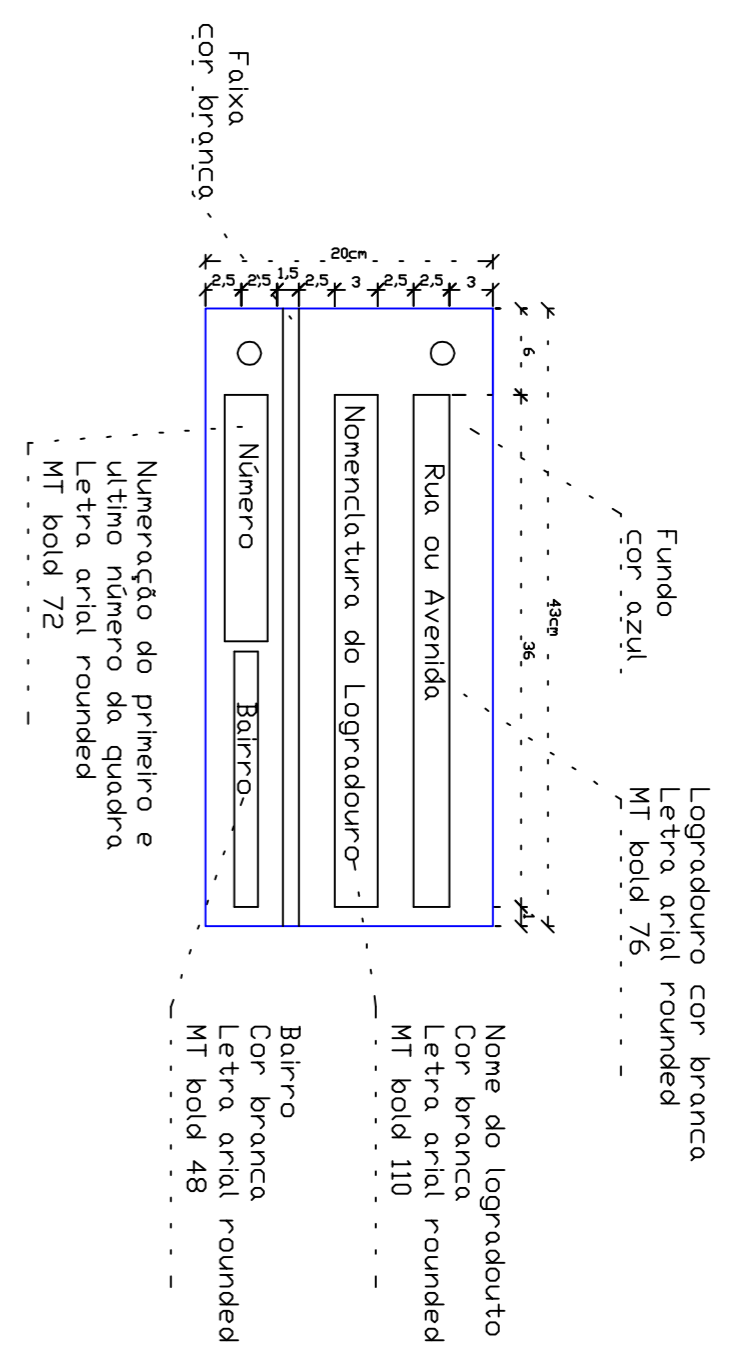 Faixa
cor branca
20cm
2,5
2,5
1,5
2,5
3
2,5
2,5
3
6
36
1
43cm
Fundo
cor azul
Rua ou Avenida
Nomenclatura do Logradouro
Número
Bairro
Logradouro cor branca
Letra arial rounded
MT bold 76
Nome do logradouto
Cor branca
Letra arial rounded
MT bold 110
Bairro
Cor branca
Letra arial rounded
MT bold 48
Numeração do primeiro e
ultimo número da quadra
Letra arial rounded
MT bold 72